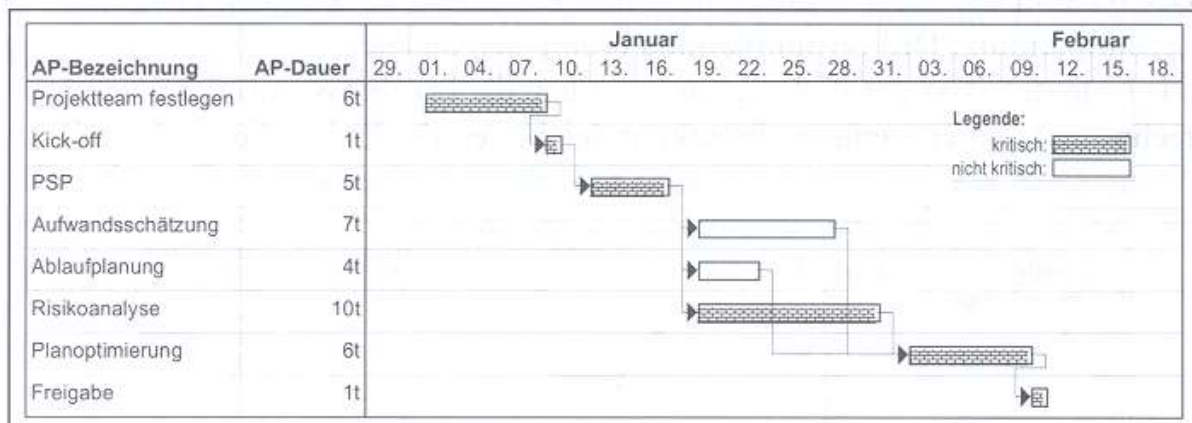 Januar Februar
AP-Bezeichnung AP-Dauer 29. 01. 04. 07. 10. 13. 16. 19. 22. 25. 28. 31. 03. 06. 09. 12. 15. 18.
Projektteam festlegen 6t
Legende:
Kick-off 1t
kritisch:
nicht kritisch:
PSP 5t
Aufwandsschätzung 7t
Ablaufplanung 4t
Risikoanalyse 10t
Planoptimierung 6t
Freigabe 1t